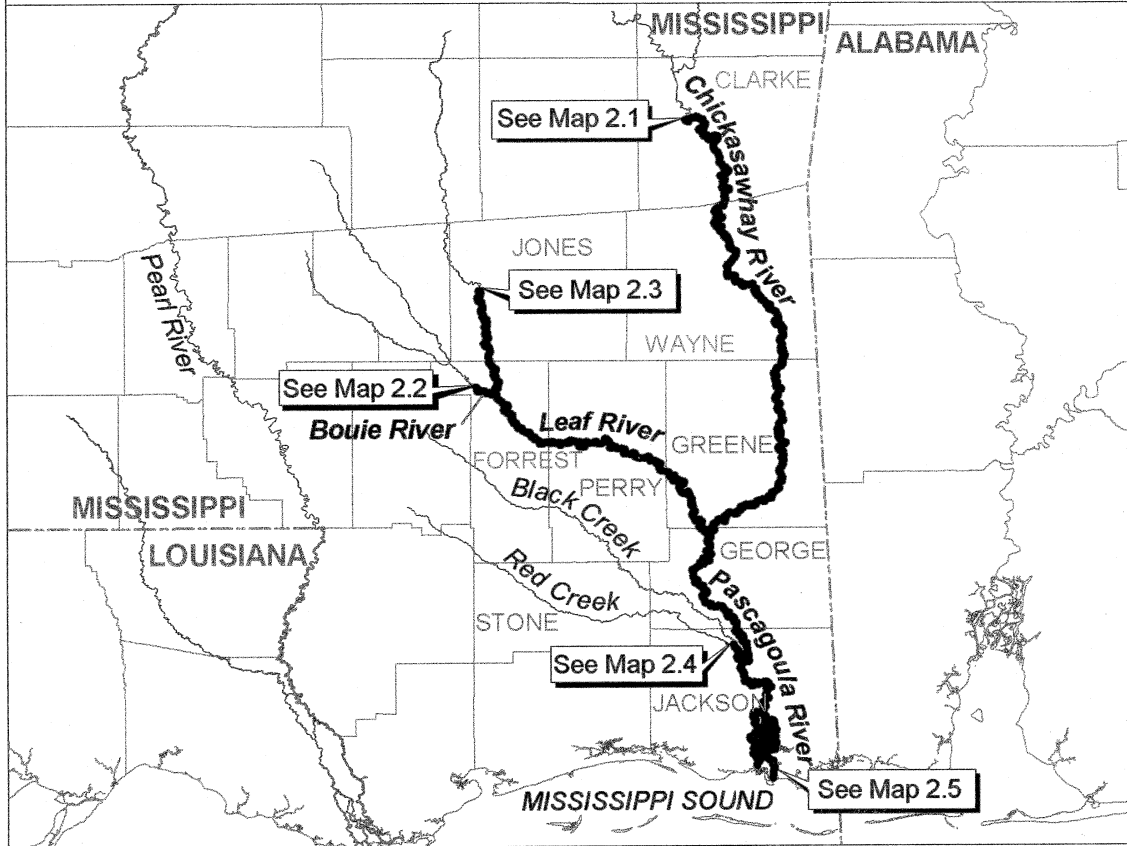 MISSISSIPPI
ALABAMA
CLARKE
See Map 2.1
Chickasawhay River
JONES
Pearl River
See Map 2.3
WAYNE
See Map 2.2
Bouie River
Leaf River
GREENE
FORREST
PERRY
Black Creek
MISSISSIPPI
LOUISIANA
GEORGE
Red Creek
Pascagoula River
STONE
See Map 2.4
JACKSON
See Map 2.5
MISSISSIPPI SOUND